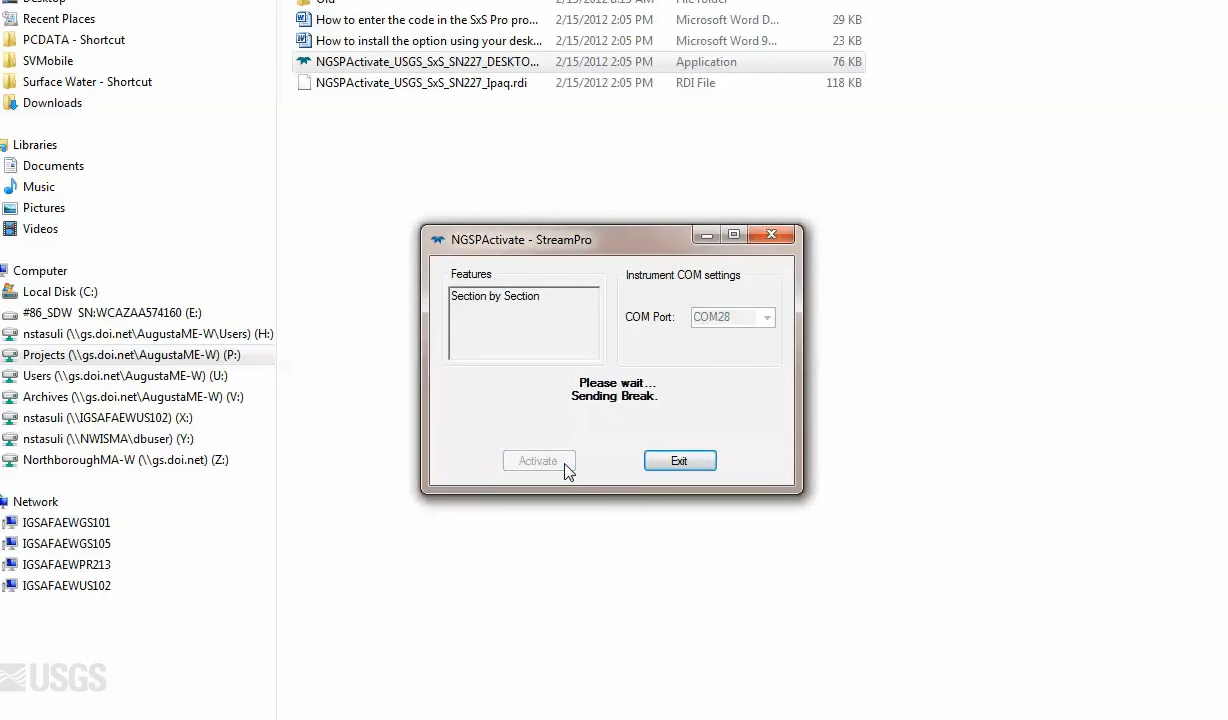 Desktop
Recent Places
PCDATA - Shortcut
SVMobile
Surface Water - Shortcut
Downloads
Libraries
Documents
Music
Pictures
Videos
Computer
Local Disk (C:)
#86_SDW SN:WCAZAA574160 (E:)
nstasuli (\\gs.doi.net\AugustaME-W\Users) (H:)
Projects (\\gs.doi.net\AugustaME-W) (P:)
Users (\\gs.doi.net\AugustaME-W) (U:)
Archives (\\gs.doi.net\AugustaME-W) (V:)
nstasuli (\\IGSAFAEWUS102) (X:)
nstasuli (\\NWISMA\dbuser) (Y:)
NorthboroughMA-W (\\gs.doi.net) (Z:)
Network
IGSAFAEWGS101
IGSAFAEWGS105
IGSAFAEWPR213
IGSAFAEWUS102
Old 8:15 AM File folder
How to enter the code in the SxS Pro pro... 2/15/2012 2:05 PM Microsoft Word D... 29 KB
How to install the option using your desk... 2/15/2012 2:05 PM Microsoft Word 9... 23 KB
NGSPActivate_USGS_SxS_SN227_DESKTO... 2/15/2012 2:05 PM Application 76 KB
NGSPActivate_USGS_SxS_SN227_Ipaq.rdi 2/15/2012 2:05 PM RDI File 118 KB
NGSPActivate - StreamPro
Features
Section by Section
Instrument COM settings
COM Port: COM28
Please wait...
Sending Break.
Activate Exit
USGS